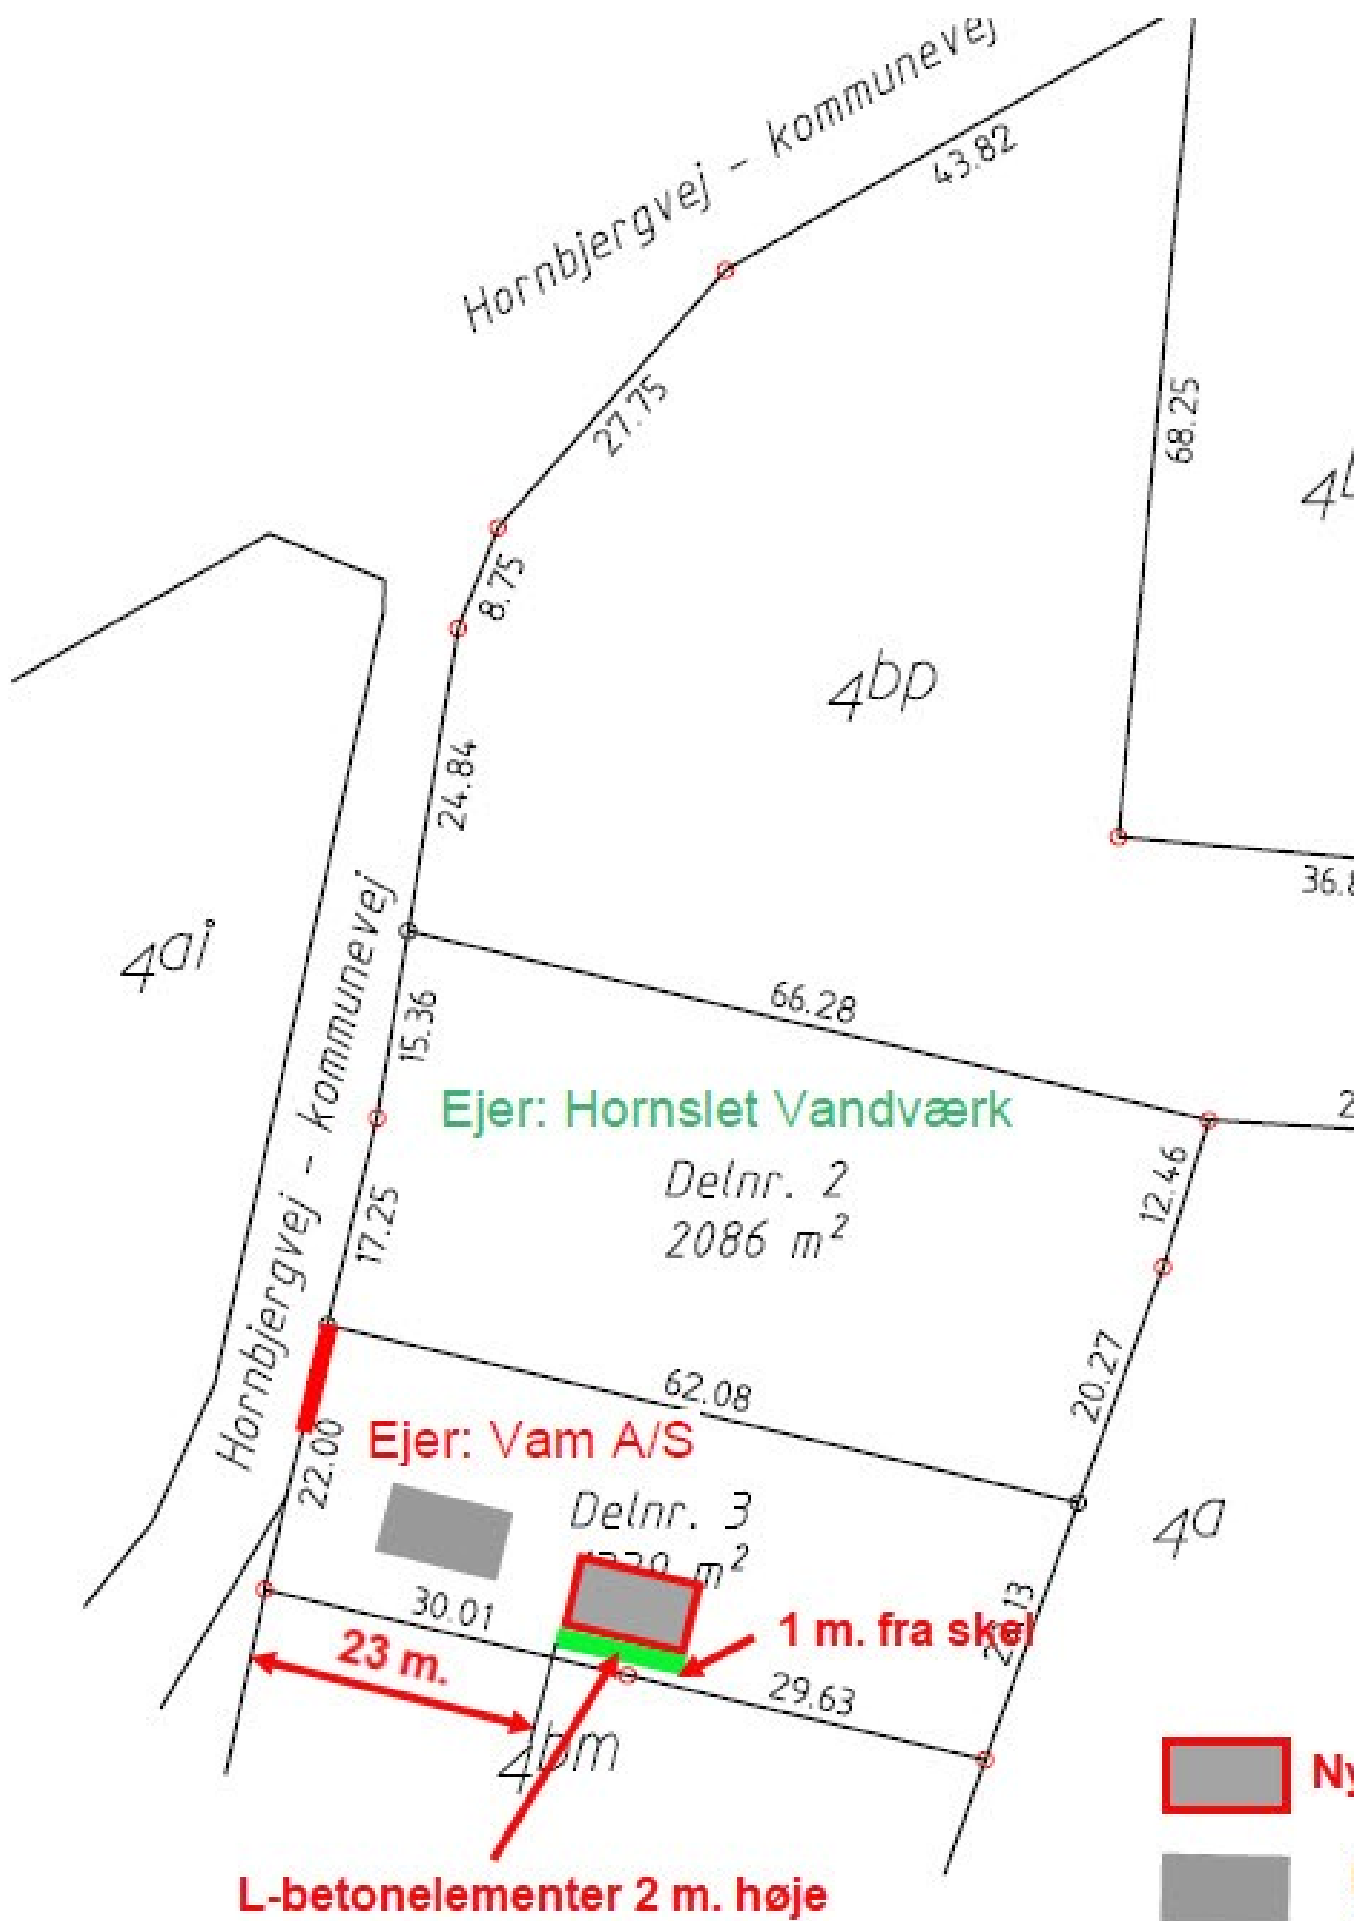 Hornbjergvej - kommunevej
43.82
27.75
68.25
8.75
4bp
24.84
4ai
Hornbjergvej - kommunevej
15.36
66.28
Ejer: Hornslet Vandværk
Delnr. 2
2086 m²
12.46
17.25
20.27
62.08
22.00
Ejer: Vam A/S
Delnr. 3
m²
4a
30.01
1 m. fra skel
23 m.
29.63
4bm
L-betonelementer 2 m. høje